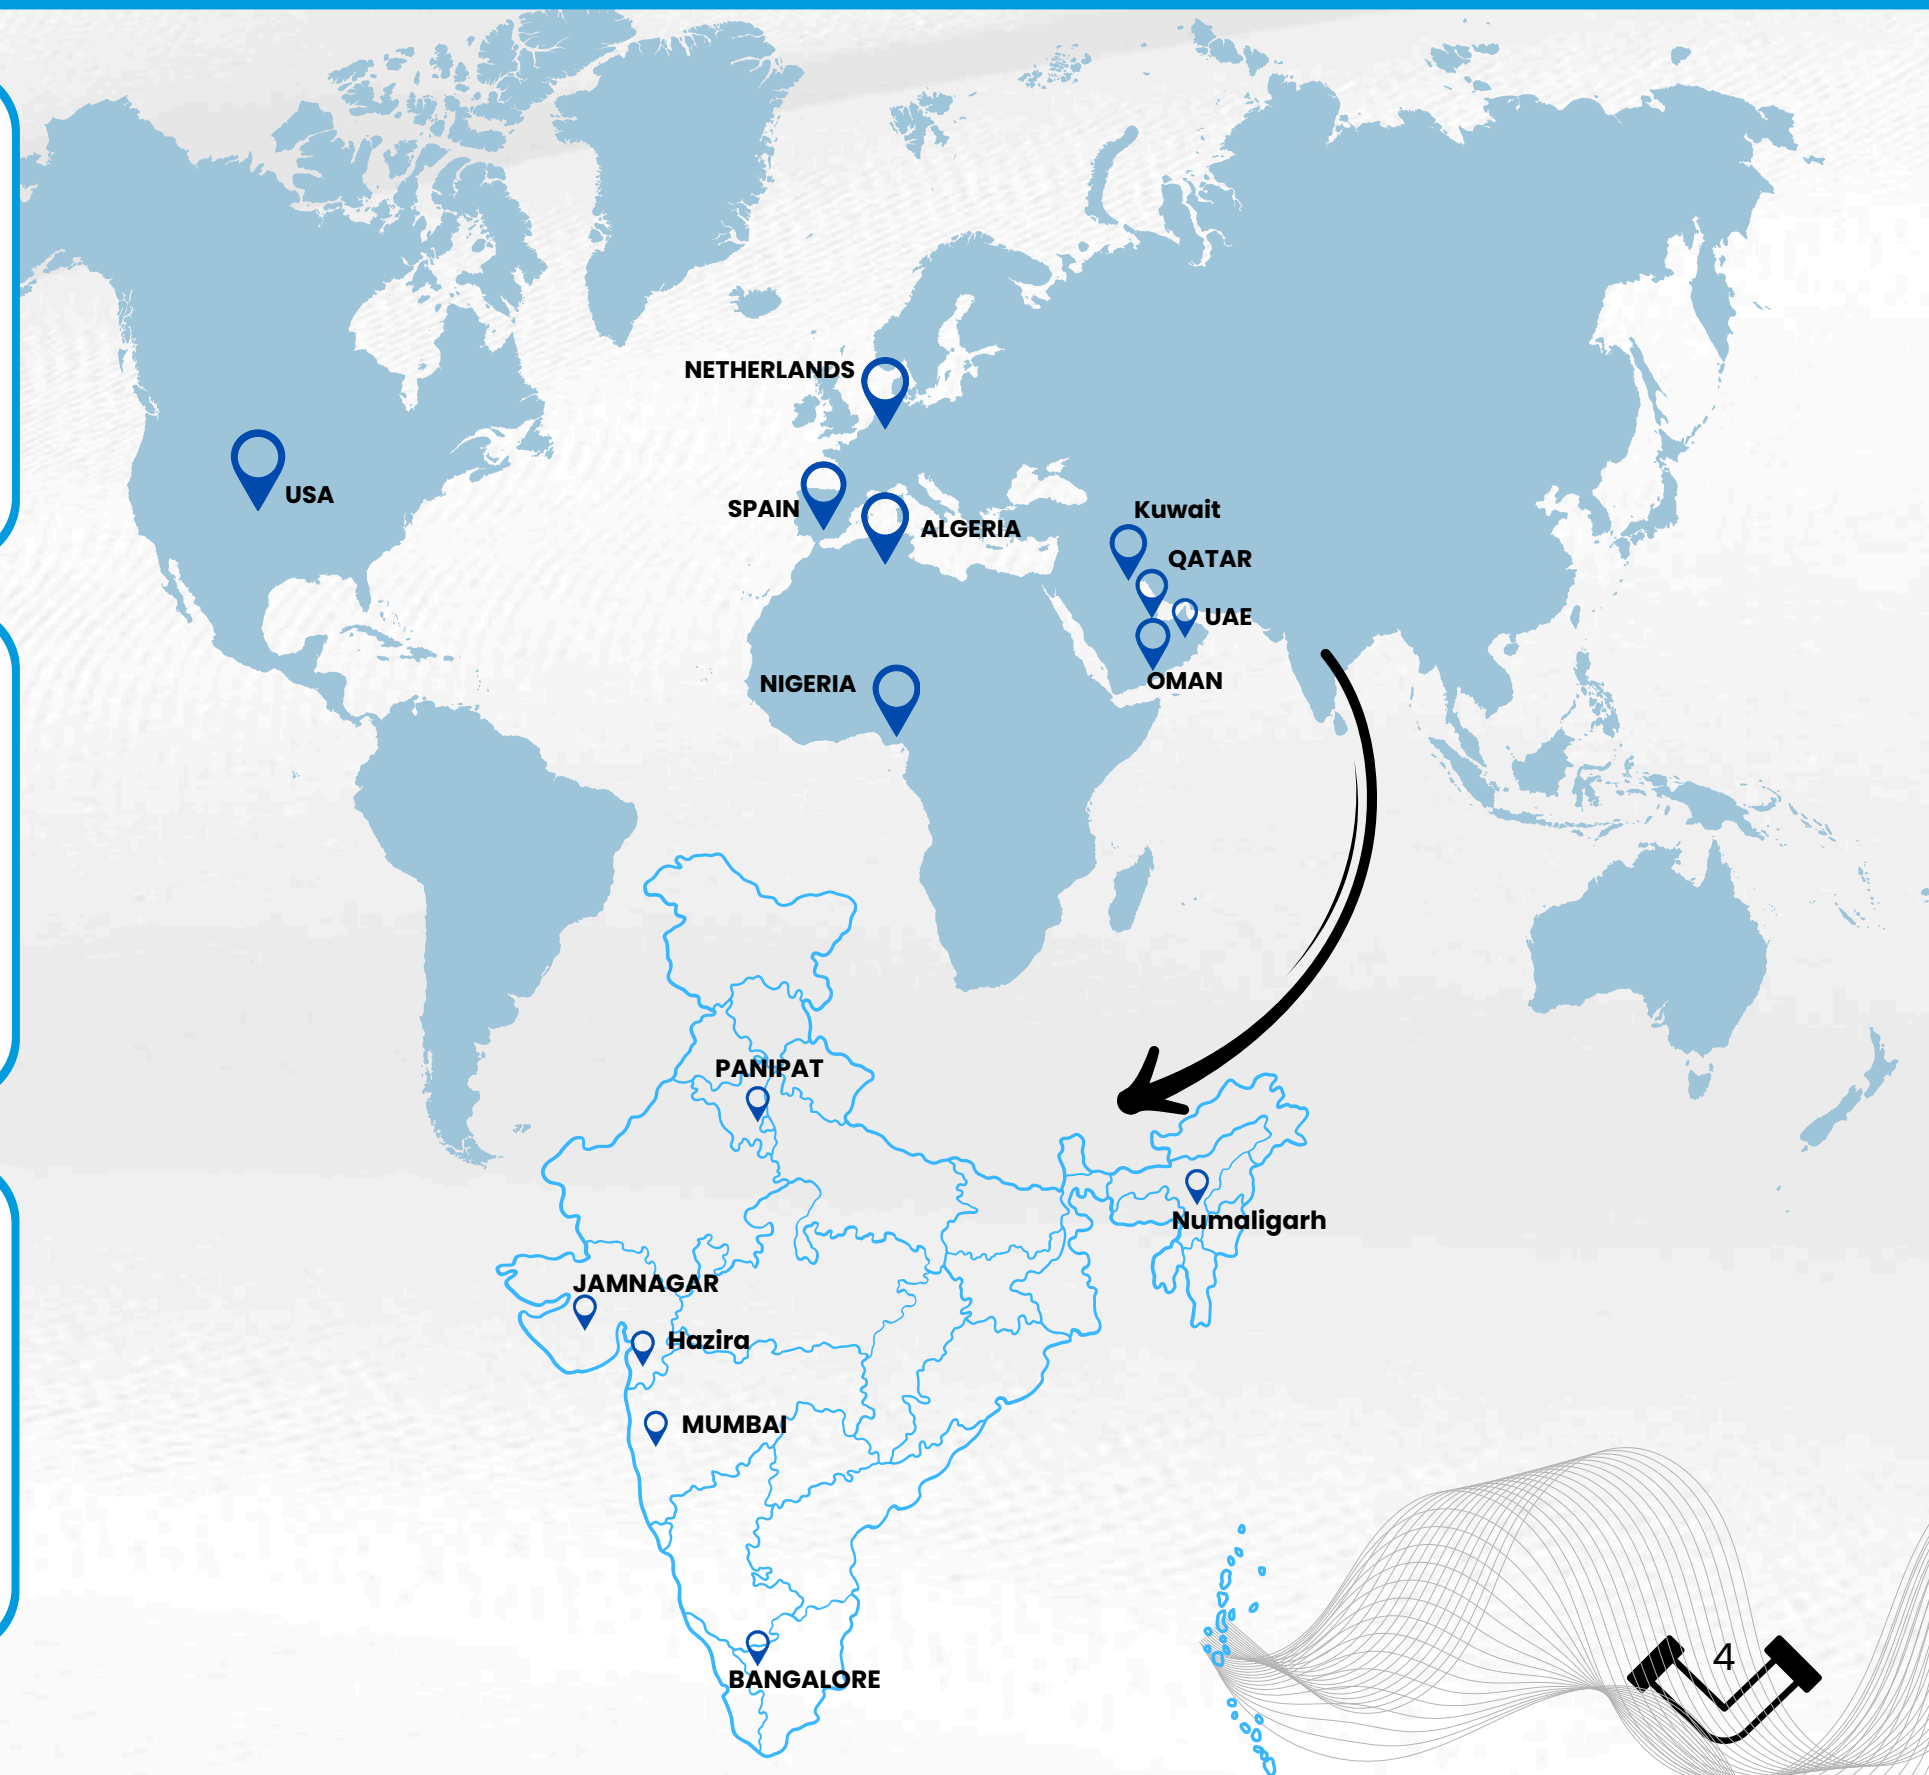 NETHERLANDS
USA
SPAIN
ALGERIA
Kuwait
QATAR
UAE
OMAN
NIGERIA
PANIPAT
Numaligarh
JAMNAGAR
Hazira
MUMBAI
BANGALORE
4